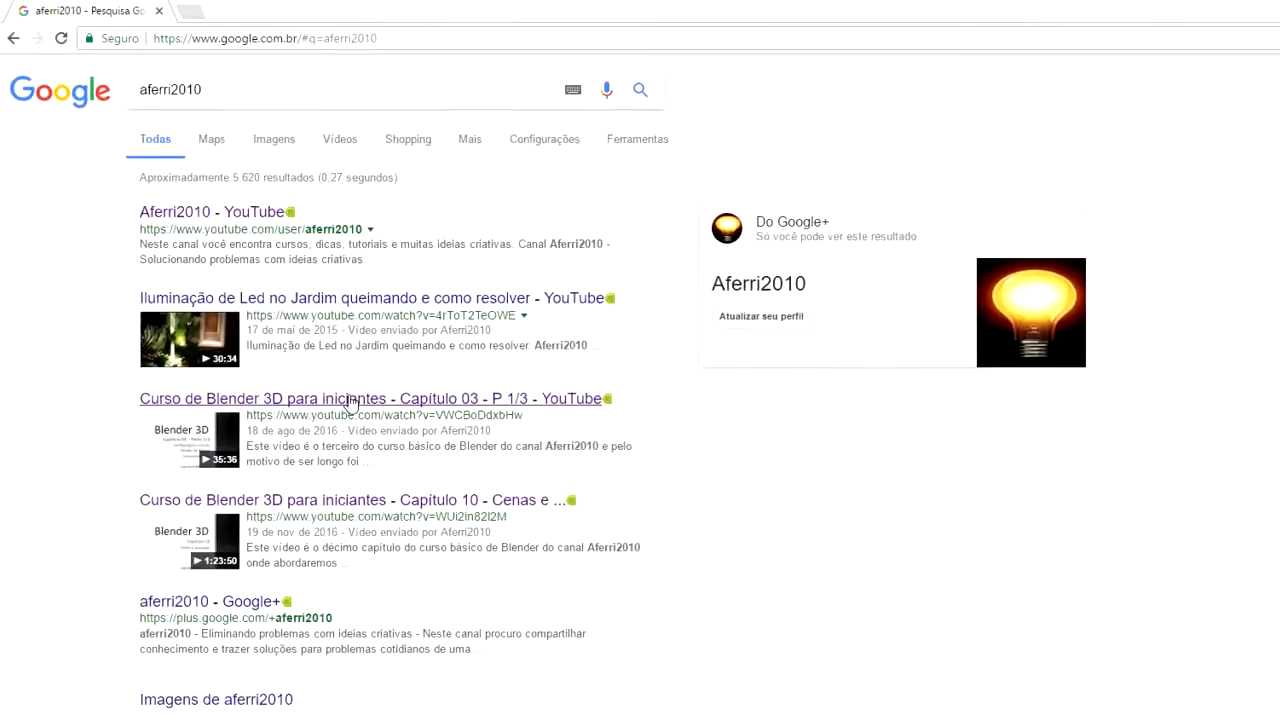 aferri2010 - Pesquisa Go
Seguro
https://www.google.com.br/#q=aferri2010
Google
aferri2010
Todas Maps Imagens Vídeos Shopping Mais Configurações Ferramentas
Aproximadamente 5.620 resultados (0,27 segundos)
Aferri2010 - YouTube
https://www.youtube.com/user/aferri2010
Neste canal você encontra cursos, dicas, tutoriais e muitas ideias criativas. Canal Aferri2010 -
Solucionando problemas com ideias criativas
Iluminação de Led no Jardim queimando e como resolver - YouTube
https://www.youtube.com/watch?v=4rToT2TeOWE
30:34
17 de mai de 2015 - Vídeo enviado por Aferri2010
Iluminação de Led no Jardim queimando e como resolver. Aferri2010 ...
Curso de Blender 3D para iniciantes - Capítulo 03 - P 1/3 - YouTube
https://www.youtube.com/watch?v=VWCBoDdxbHw
Blender 3D
35:36
18 de ago de 2016 - Vídeo enviado por Aferri2010
Este vídeo é o terceiro do curso básico de Blender do canal Aferri2010 e pelo
motivo de ser longo foi ...
Curso de Blender 3D para iniciantes - Capítulo 10 - Cenas e ...
https://www.youtube.com/watch?v=WUi2in82I2M
Blender 3D
1:23:50
19 de nov de 2016 - Vídeo enviado por Aferri2010
Este vídeo é o décimo capítulo do curso básico de Blender do canal Aferri2010
onde abordaremos ...
aferri2010 - Google+
https://plus.google.com/+aferri2010
aferri2010 - Eliminando problemas com ideias criativas - Neste canal procuro compartilhar
conhecimento e trazer soluções para problemas cotidianos de uma ...
Imagens de aferri2010
Do Google+
Só você pode ver este resultado
Aferri2010
Atualizar seu perfil